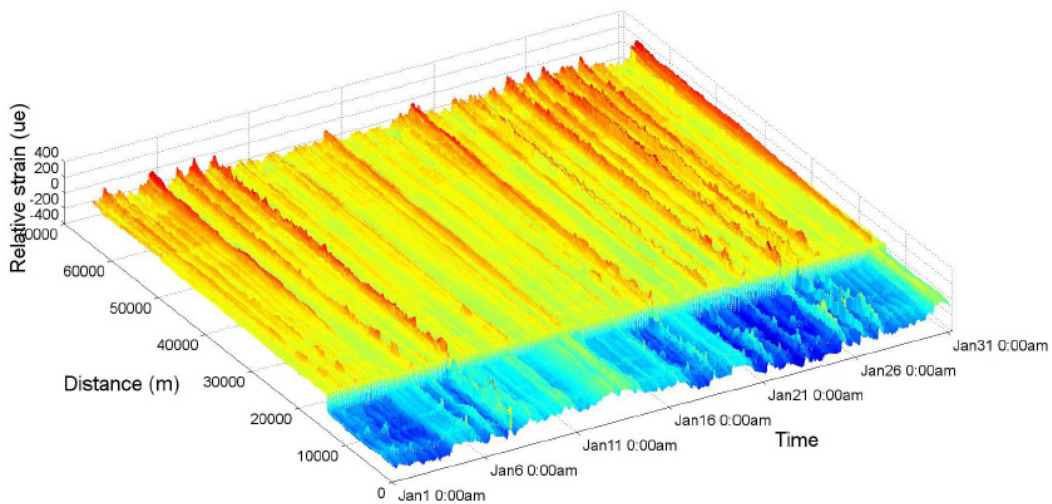 Relative strain (ue)
400
200
0
-200
-400
60000
50000
40000
30000
20000
10000
0
Distance (m)
Jan1 0:00am
Jan6 0:00am
Jan11 0:00am
Jan16 0:00am
Jan21 0:00am
Jan26 0:00am
Jan31 0:00am
Time